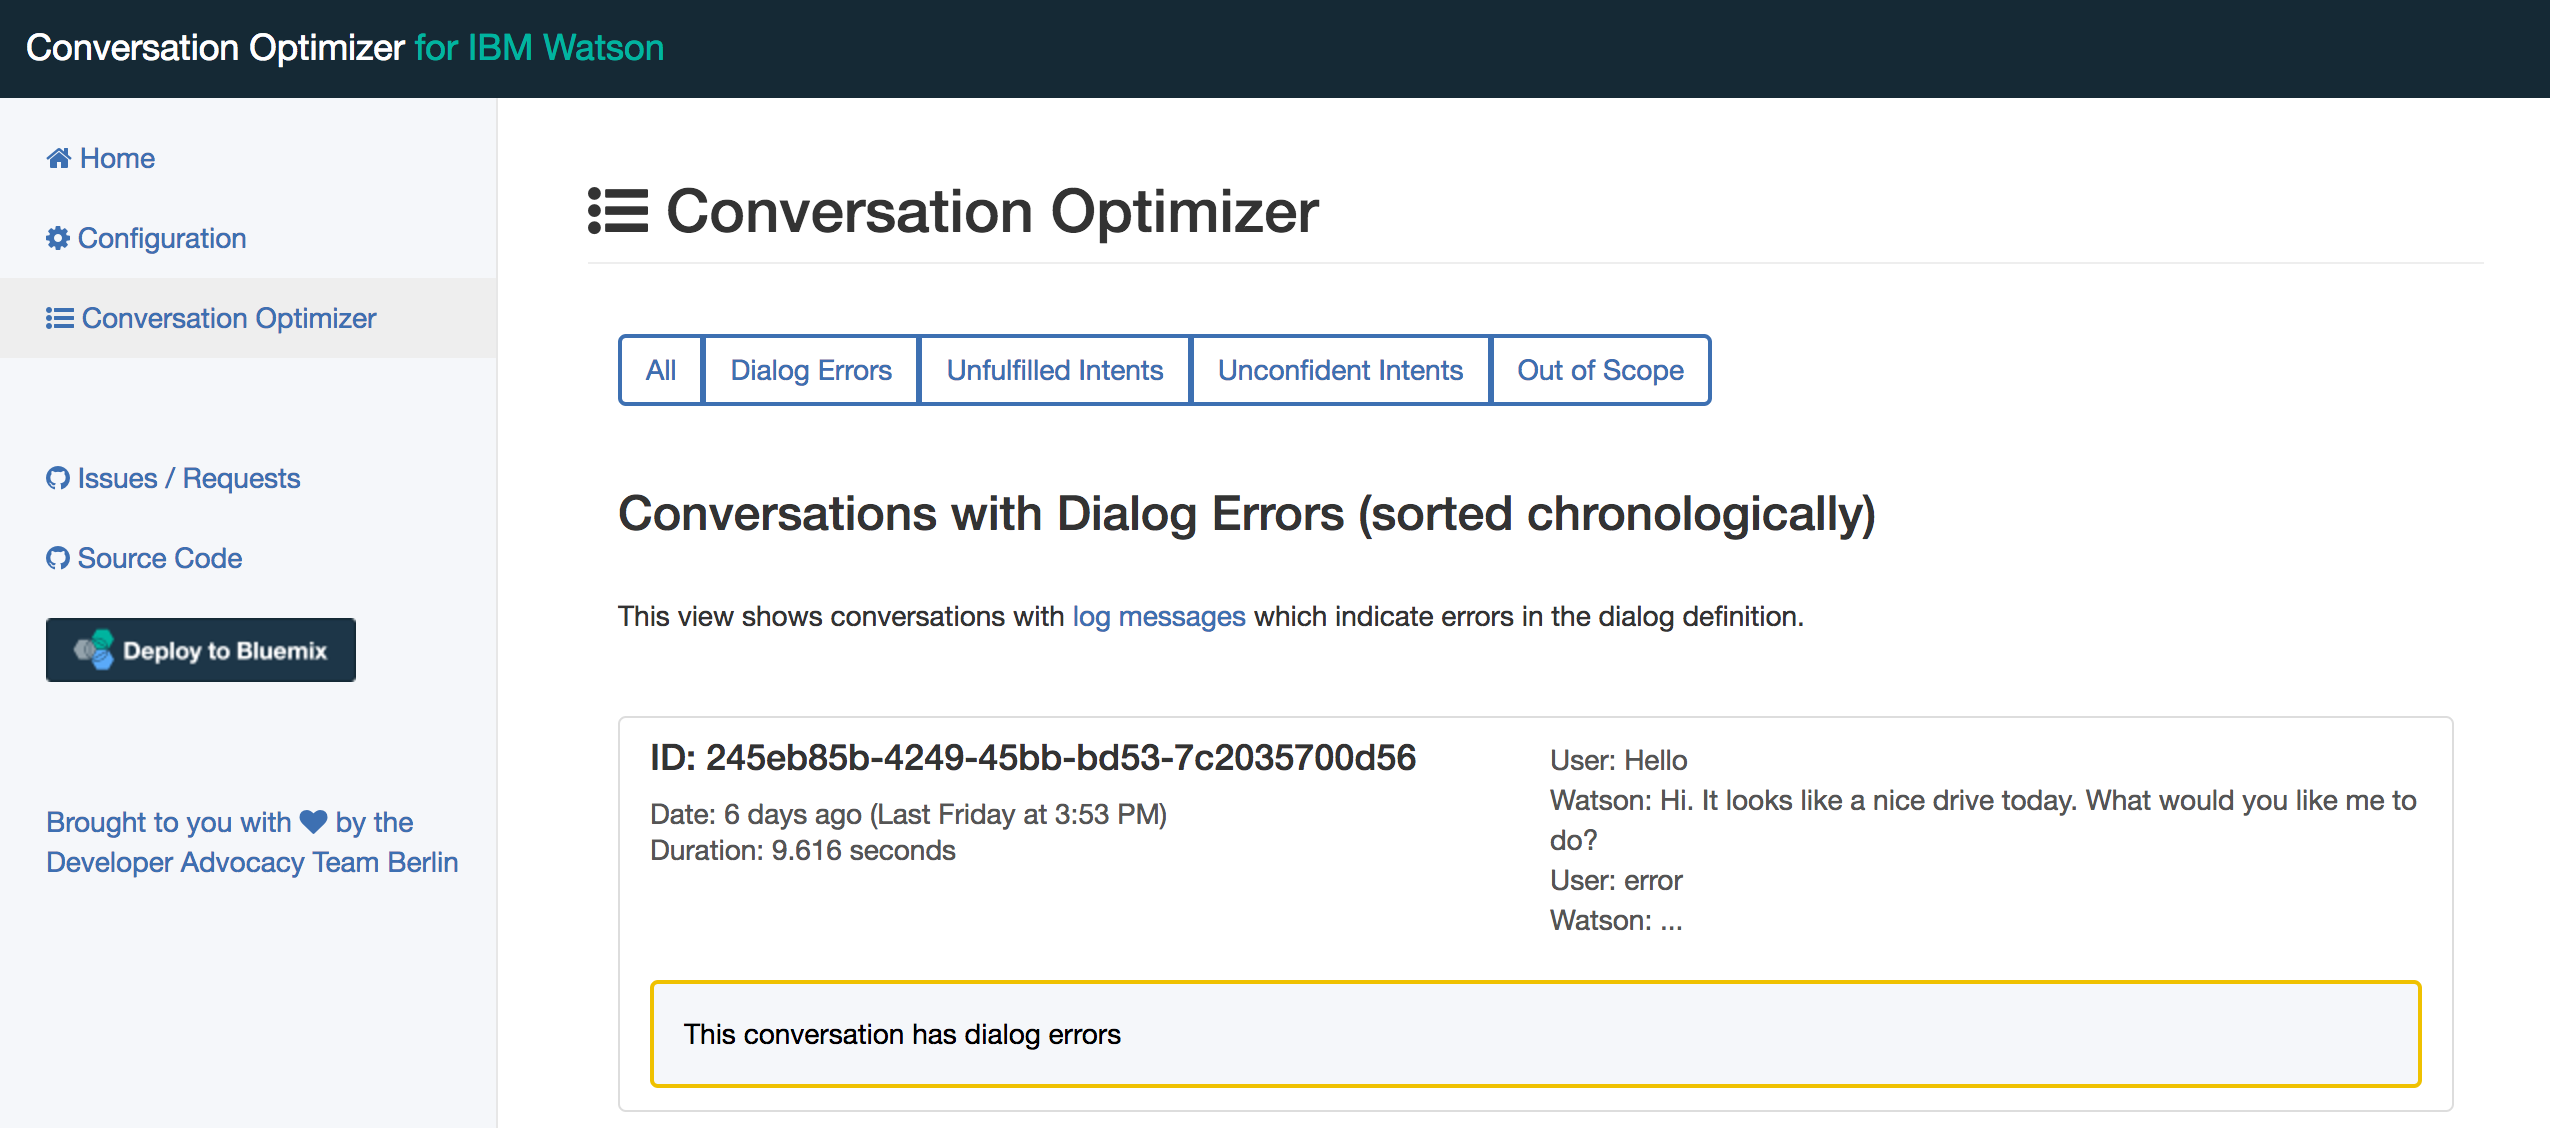 Conversation Optimizer for IBM Watson
Home
Configuration
Conversation Optimizer
Issues / Requests
Source Code
Deploy to Bluemix
Brought to you with by the
Developer Advocacy Team Berlin
Conversation Optimizer
All Dialog Errors Unfulfilled Intents Unconfident Intents Out of Scope
Conversations with Dialog Errors (sorted chronologically)
This view shows conversations with log messages which indicate errors in the dialog definition.
ID: 245eb85b-4249-45bb-bd53-7c2035700d56
Date: 6 days ago (Last Friday at 3:53 PM)
Duration: 9.616 seconds
User: Hello
Watson: Hi. It looks like a nice drive today. What would you like me to
do?
User: error
Watson: ...
This conversation has dialog errors